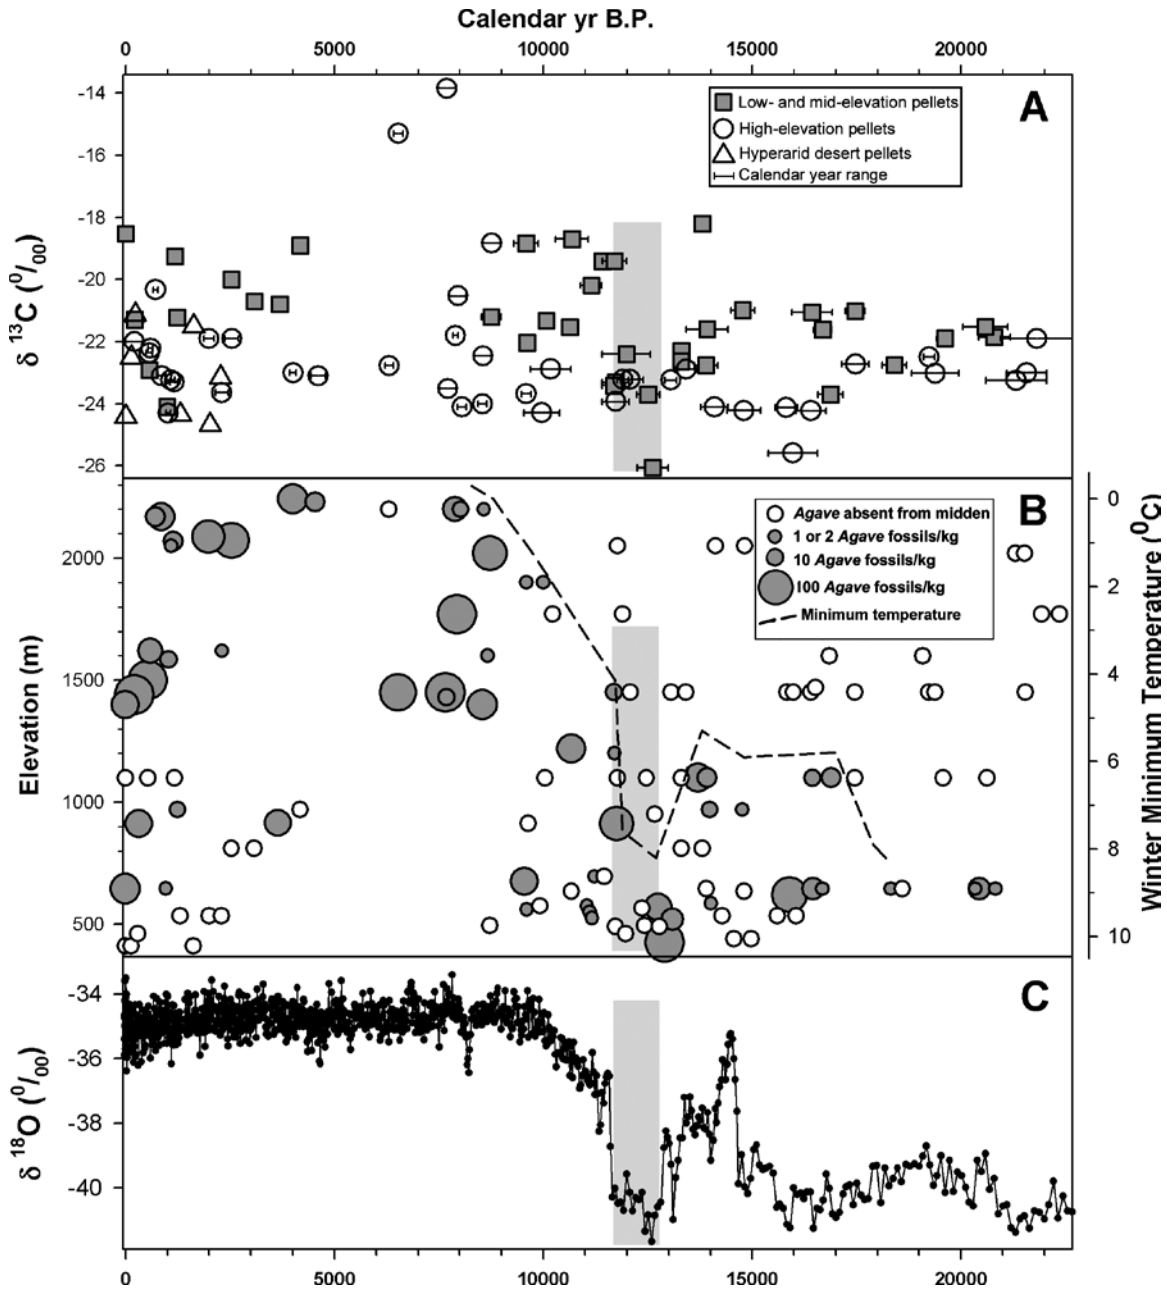 Calendar yr B.P.
0 5000 10000 15000 20000
A
Low- and mid-elevation pellets
High-elevation pellets
Hyperarid desert pellets
Calendar year range
-14
-16
-18
-20
-22
-24
-26
δ 13C (0/00)
B
Agave absent from midden
1 or 2 Agave fossils/kg
10 Agave fossils/kg
100 Agave fossils/kg
Minimum temperature
2000
1500
1000
500
Elevation (m)
0
2
4
6
8
10
Winter Minimum Temperature (0C)
C
-34
-36
-38
-40
δ 18O (0/00)
0 5000 10000 15000 20000